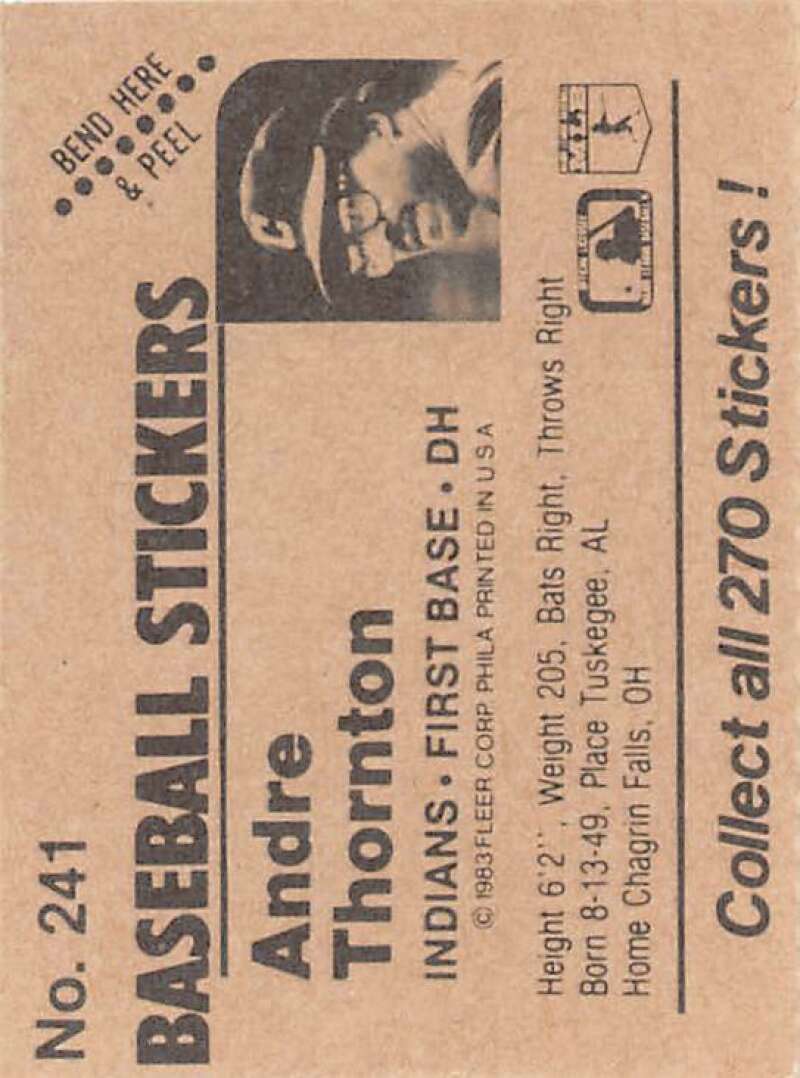 No. 241
BEND HERE
& PEEL
BASEBALL STICKERS
Andre
Thornton
INDIANS • FIRST BASE • DH
© 1983 FLEER CORP PHILA PRINTED IN USA
Height 6'2'', Weight 205, Bats Right, Throws Right
Born 8-13-49, Place Tuskegee, AL
Home Chagrin Falls, OH
Collect all 270 Stickers!
C